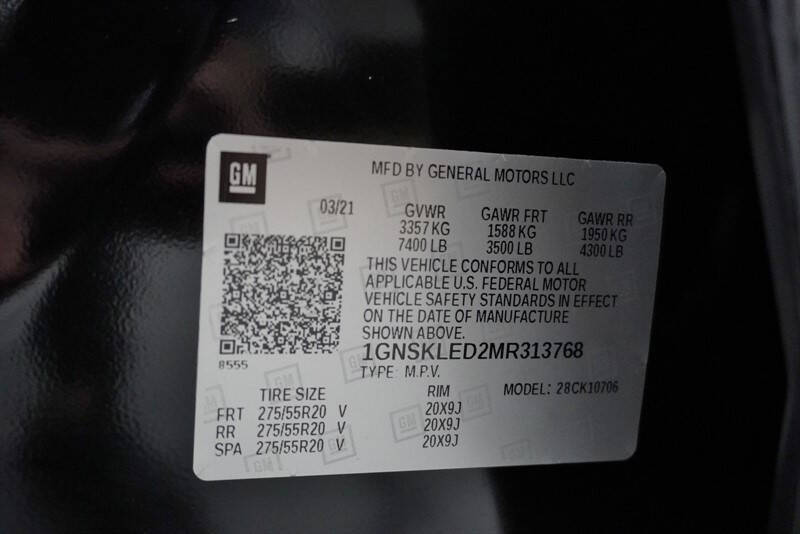 GM
MFD BY GENERAL MOTORS LLC
03/21
GVWR GAWR FRT GAWR RR
3357 KG 1588 KG 1950 KG
7400 LB 3500 LB 4300 LB
THIS VEHICLE CONFORMS TO ALL
APPLICABLE U.S. FEDERAL MOTOR
VEHICLE SAFETY STANDARDS IN EFFECT
ON THE DATE OF MANUFACTURE
SHOWN ABOVE.
1GNSKLED2MR313768
8555
TYPE: M.P.V.
MODEL: 28CK10706
TIRE SIZE RIM
FRT 275/55R20 V 20X9J
RR 275/55R20 V 20X9J
SPA 275/55R20 V 20X9J